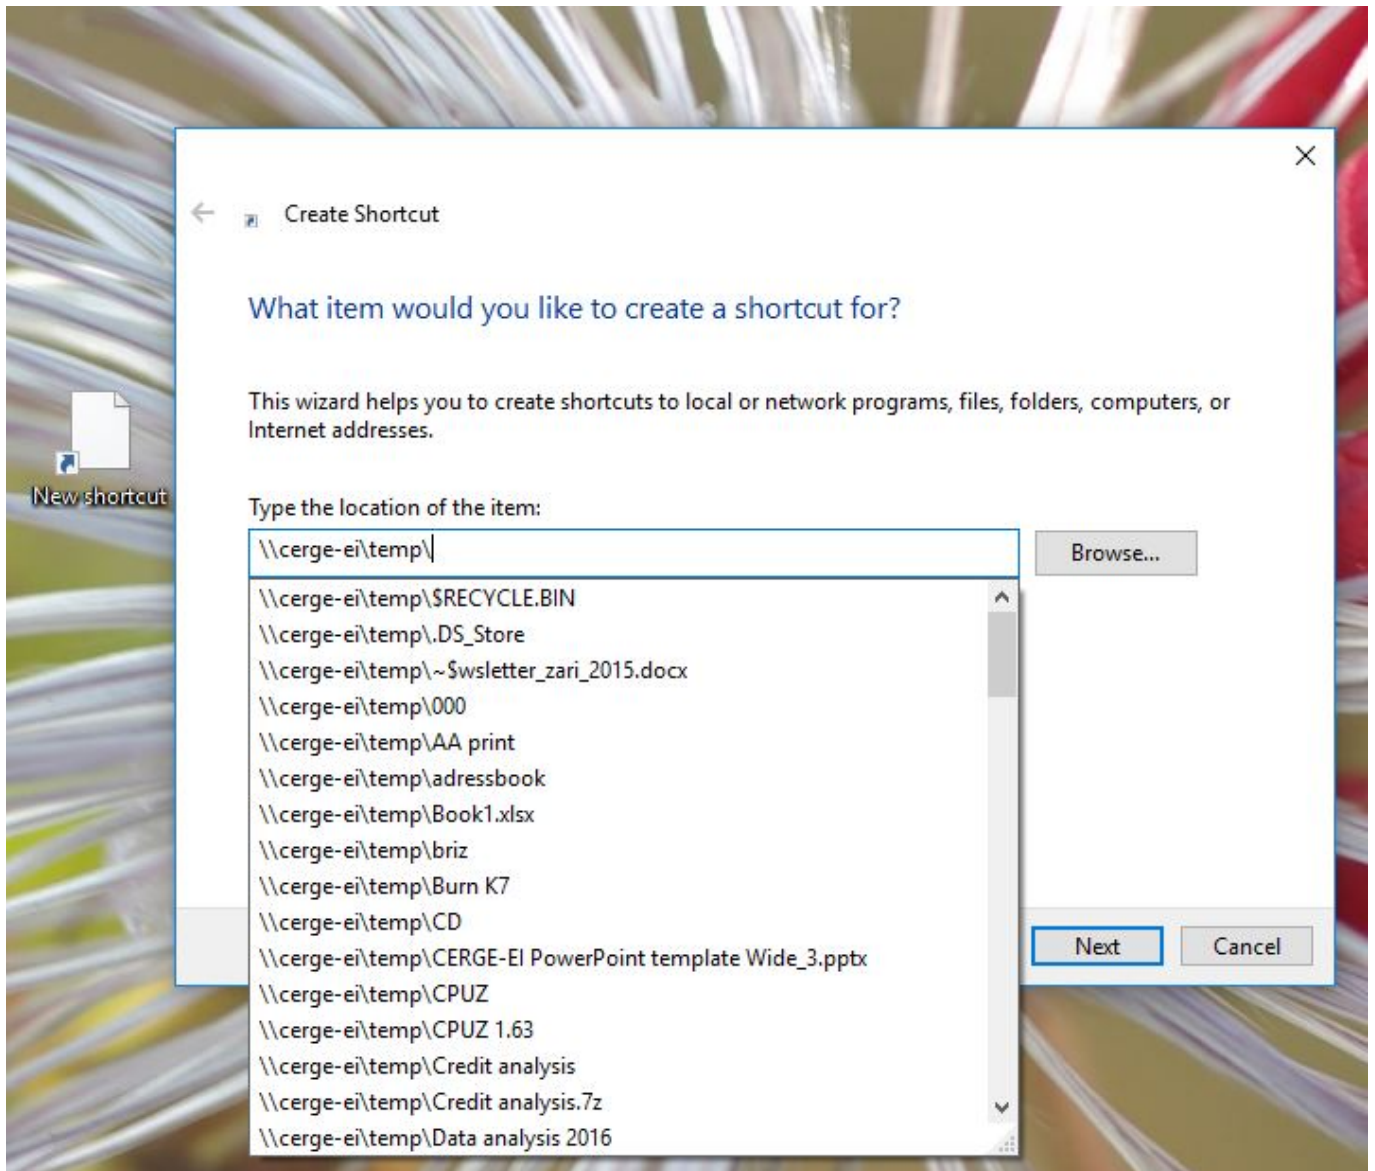 Create Shortcut
What item would you like to create a shortcut for?
This wizard helps you to create shortcuts to local or network programs, files, folders, computers, or
Internet addresses.
New shortcut
Type the location of the item:
\\cerge-ei\temp\
Browse...
\\cerge-ei\temp\$RECYCLE.BIN
\\cerge-ei\temp\.DS_Store
\\cerge-ei\temp\~$wsletter_zari_2015.docx
\\cerge-ei\temp\000
\\cerge-ei\temp\AA print
\\cerge-ei\temp\adressbook
\\cerge-ei\temp\Book1.xlsx
\\cerge-ei\temp\briz
\\cerge-ei\temp\Burn K7
\\cerge-ei\temp\CD
\\cerge-ei\temp\CERGE-EI PowerPoint template Wide_3.pptx
\\cerge-ei\temp\CPUZ
\\cerge-ei\temp\CPUZ 1.63
\\cerge-ei\temp\Credit analysis
\\cerge-ei\temp\Credit analysis.7z
\\cerge-ei\temp\Data analysis 2016
Next
Cancel